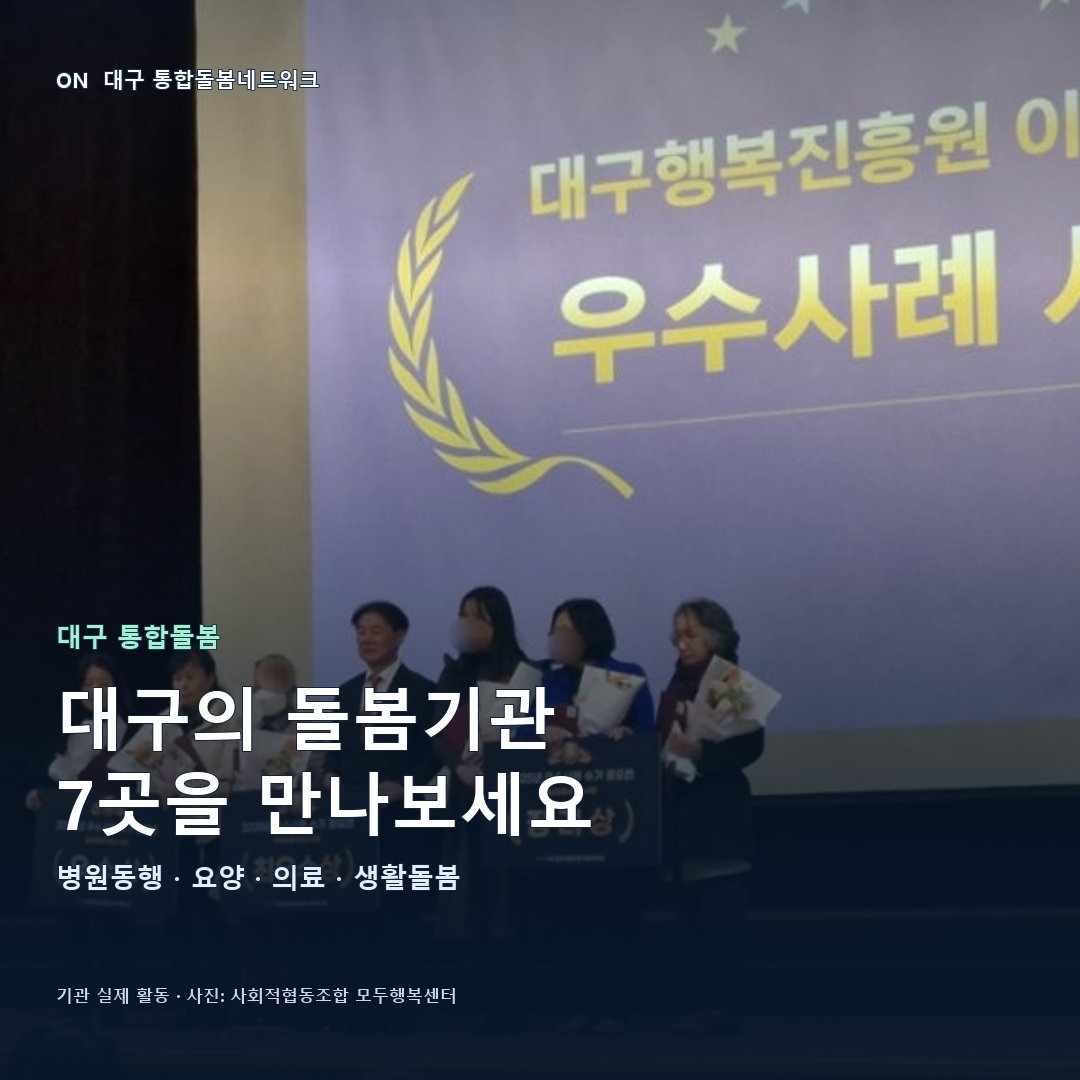 ON 대구 통합돌봄네트워크
대구행복진흥원 이
우수사례
대구 통합돌봄
대구의 돌봄기관
7곳을 만나보세요
병원동행 · 요양 · 의료 · 생활돌봄
기관 실제 활동 · 사진: 사회적협동조합 모두행복센터